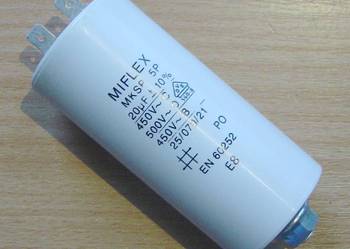 MIFLEX
MKSP 5P
20µF ±10%
450V~ C
500V~ D
450V~ B
25/070/21
PO
EN 60252
E8